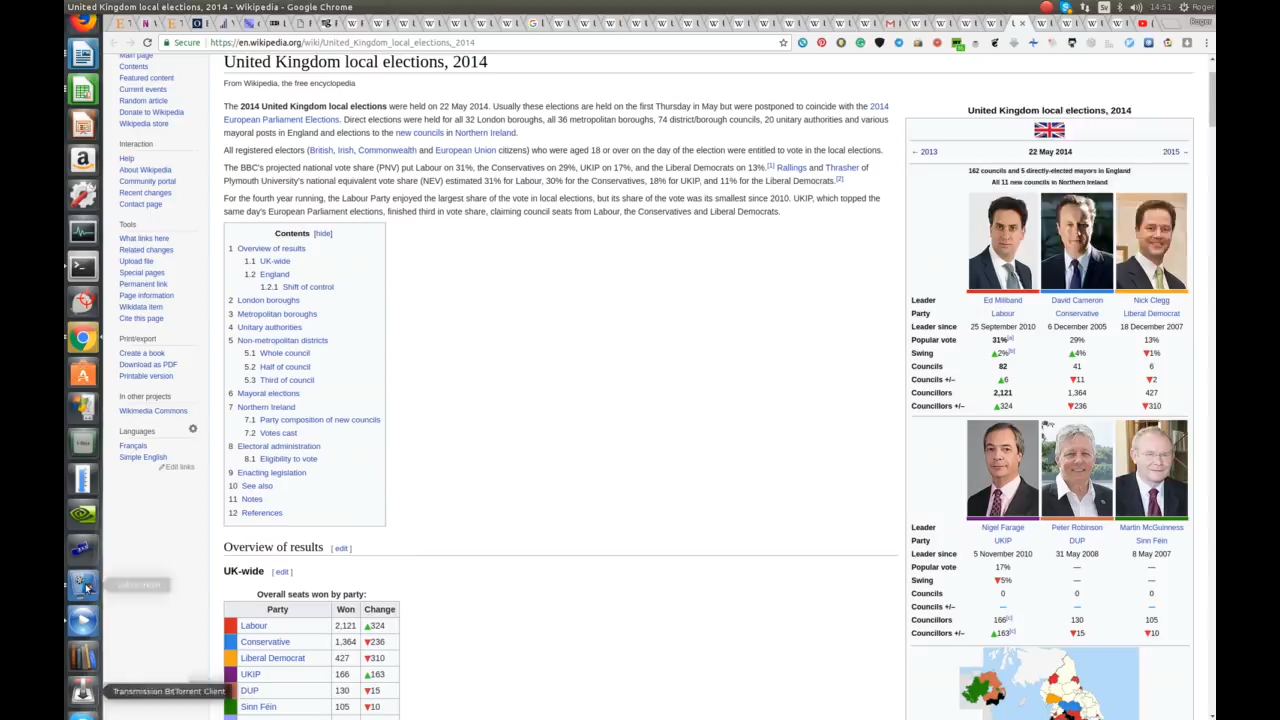 United Kingdom local elections, 2014 - Wikipedia - Google Chrome
Sv
14:51
Roger
Roger
Secure
https://en.wikipedia.org/wiki/United_Kingdom_local_elections,_2014
Main page
Contents
Featured content
Current events
Random article
Donate to Wikipedia
Wikipedia store
Interaction
Help
About Wikipedia
Community portal
Recent changes
Contact page
Tools
What links here
Related changes
Upload file
Special pages
Permanent link
Page information
Wikidata item
Cite this page
Print/export
Create a book
Download as PDF
Printable version
In other projects
Wikimedia Commons
Languages
Français
Simple English
Edit links
Transmission BitTorrent Client
United Kingdom local elections, 2014
From Wikipedia, the free encyclopedia
The 2014 United Kingdom local elections were held on 22 May 2014. Usually these elections are held on the first Thursday in May but were postponed to coincide with the 2014
European Parliament Elections. Direct elections were held for all 32 London boroughs, all 36 metropolitan boroughs, 74 district/borough councils, 20 unitary authorities and various
mayoral posts in England and elections to the new councils in Northern Ireland.
All registered electors (British, Irish, Commonwealth and European Union citizens) who were aged 18 or over on the day of the election were entitled to vote in the local elections.
The BBC's projected national vote share (PNV) put Labour on 31%, the Conservatives on 29%, UKIP on 17%, and the Liberal Democrats on 13%.[1] Rallings and Thrasher of
Plymouth University's national equivalent vote share (NEV) estimated 31% for Labour, 30% for the Conservatives, 18% for UKIP, and 11% for the Liberal Democrats.[2]
For the fourth year running, the Labour Party enjoyed the largest share of the vote in local elections, but its share of the vote was its smallest since 2010. UKIP, which topped the
same day's European Parliament elections, finished third in vote share, claiming council seats from Labour, the Conservatives and Liberal Democrats.
Contents [hide]
1 Overview of results
1.1 UK-wide
1.2 England
1.2.1 Shift of control
2 London boroughs
3 Metropolitan boroughs
4 Unitary authorities
5 Non-metropolitan districts
5.1 Whole council
5.2 Half of council
5.3 Third of council
6 Mayoral elections
7 Northern Ireland
7.1 Party composition of new councils
7.2 Votes cast
8 Electoral administration
8.1 Eligibility to vote
9 Enacting legislation
10 See also
11 Notes
12 References
Overview of results [ edit ]
UK-wide [ edit ]
Overall seats won by party:
Party Won Change
Labour 2,121 ▲324
Conservative 1,364 ▼236
Liberal Democrat 427 ▼310
UKIP 166 ▲163
DUP 130 ▼15
Sinn Féin 105 ▼10
United Kingdom local elections, 2014
← 2013 22 May 2014 2015 →
162 councils and 5 directly-elected mayors in England
All 11 new councils in Northern Ireland
Leader Ed Miliband David Cameron Nick Clegg
Party Labour Conservative Liberal Democrat
Leader since 25 September 2010 6 December 2005 18 December 2007
Popular vote 31%[a] 29% 13%
Swing ▲2%[b] ▲4% ▼1%
Councils 82 41 6
Councils +/– ▲6 ▼11 ▼2
Councillors 2,121 1,364 427
Councillors +/– ▲324 ▼236 ▼310
Leader Nigel Farage Peter Robinson Martin McGuinness
Party UKIP DUP Sinn Féin
Leader since 5 November 2010 31 May 2008 8 May 2007
Popular vote 17% — —
Swing ▼5% — —
Councils 0 0 0
Councils +/– — — —
Councillors 166[c] 130 105
Councillors +/– ▲163[c] ▼15 ▼10